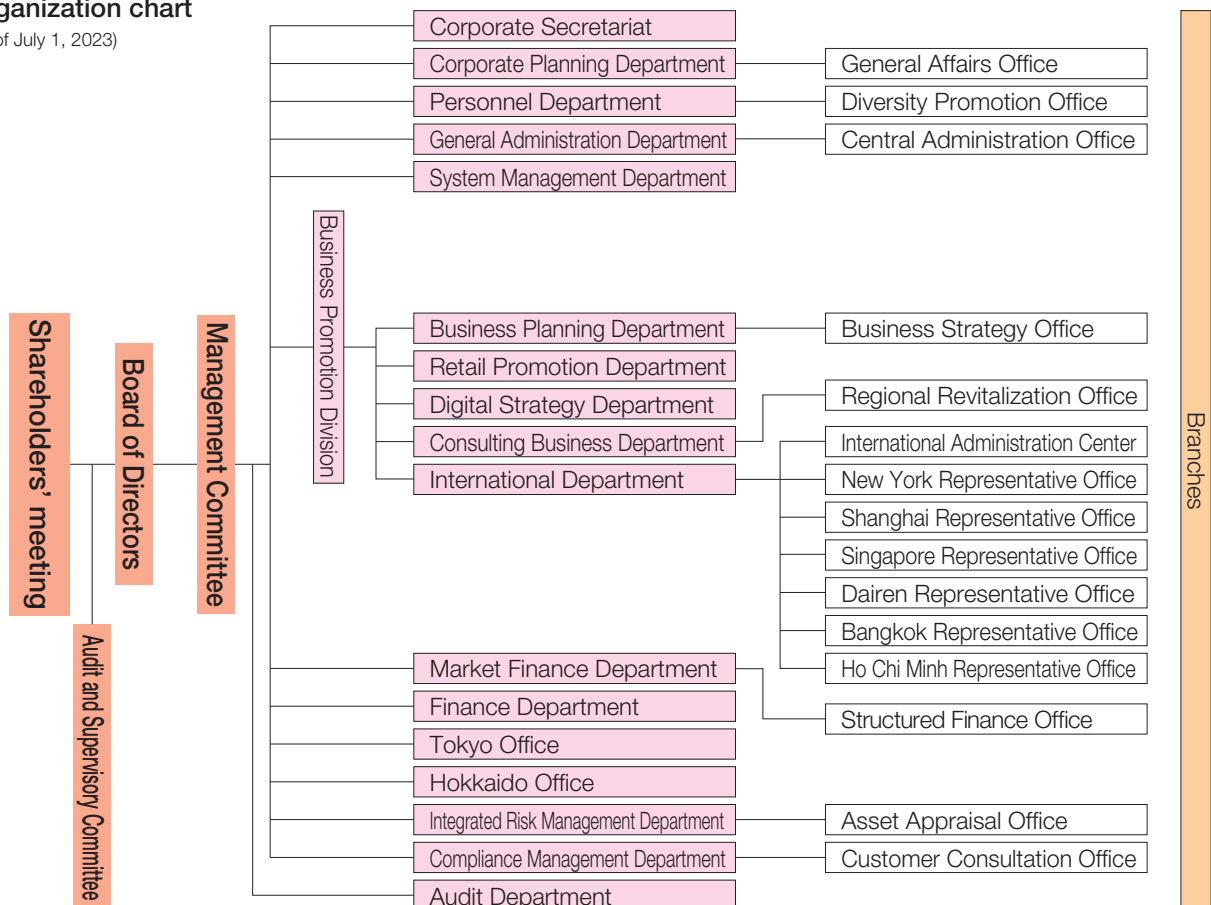 ganization chart
of July 1, 2023)
Corporate Secretariat
Corporate Planning Department
General Affairs Office
Personnel Department
Diversity Promotion Office
General Administration Department
Central Administration Office
System Management Department
Business Promotion Division
Business Planning Department
Business Strategy Office
Retail Promotion Department
Digital Strategy Department
Regional Revitalization Office
Consulting Business Department
International Administration Center
International Department
New York Representative Office
Shanghai Representative Office
Singapore Representative Office
Dairen Representative Office
Bangkok Representative Office
Ho Chi Minh Representative Office
Shareholders' meeting
Board of Directors
Management Committee
Audit and Supervisory Committee
Market Finance Department
Structured Finance Office
Finance Department
Tokyo Office
Hokkaido Office
Integrated Risk Management Department
Asset Appraisal Office
Compliance Management Department
Customer Consultation Office
Audit Department
Branches